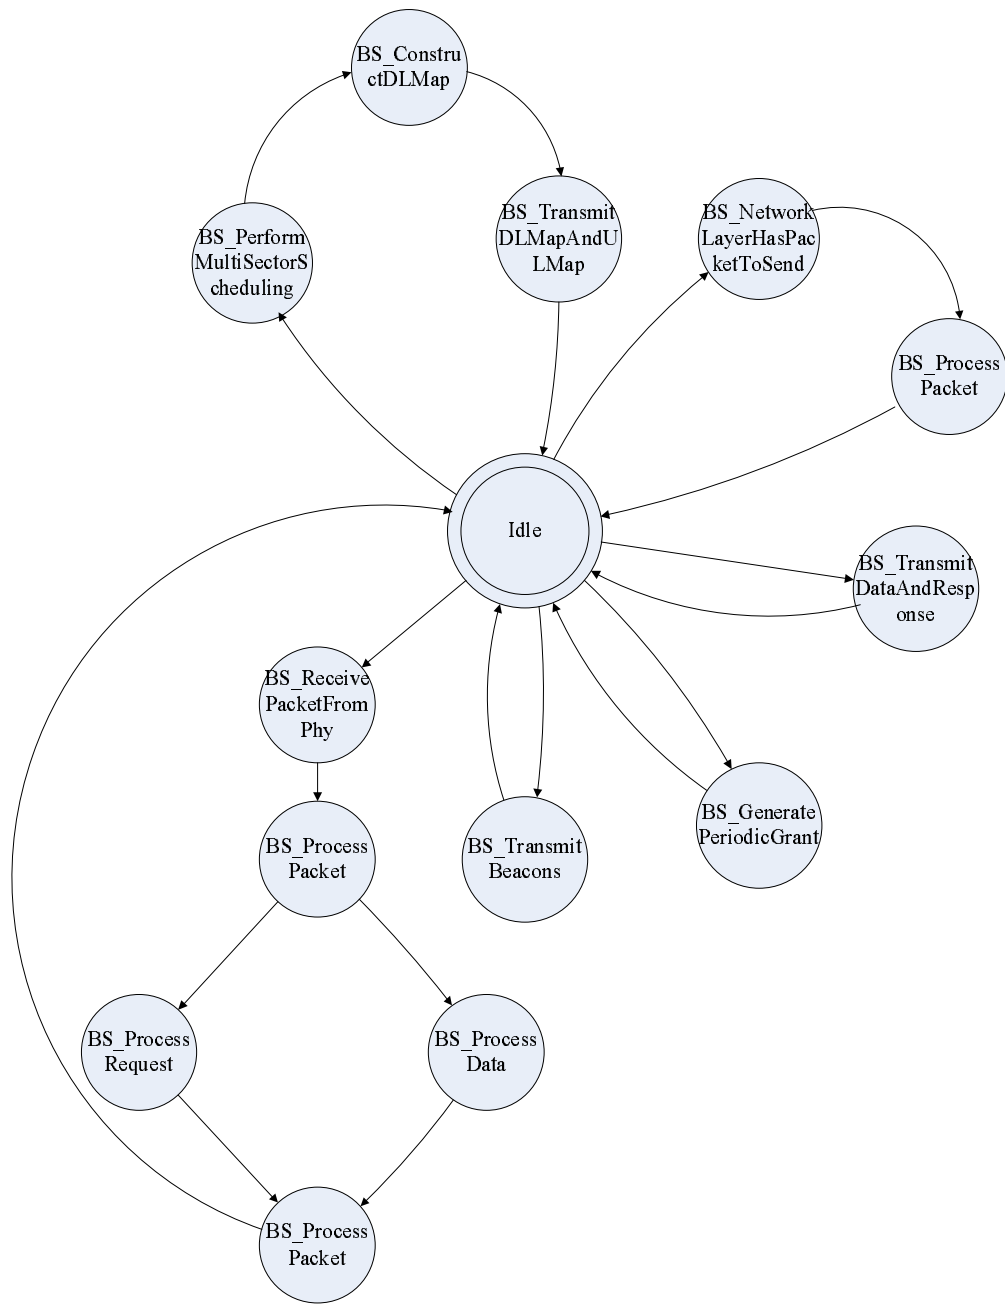 BS_Constru
ctDLMap
BS_Transmit
DLMapAndU
LMap
BS_Network
LayerHasPac
ketToSend
BS_Perform
MultiSectorS
cheduling
BS_Process
Packet
Idle
BS_Transmit
DataAndResp
onse
BS_Receive
PacketFrom
Phy
BS_Generate
PeriodicGrant
BS_Process
Packet
BS_Transmit
Beacons
BS_Process
Request
BS_Process
Data
BS_Process
Packet